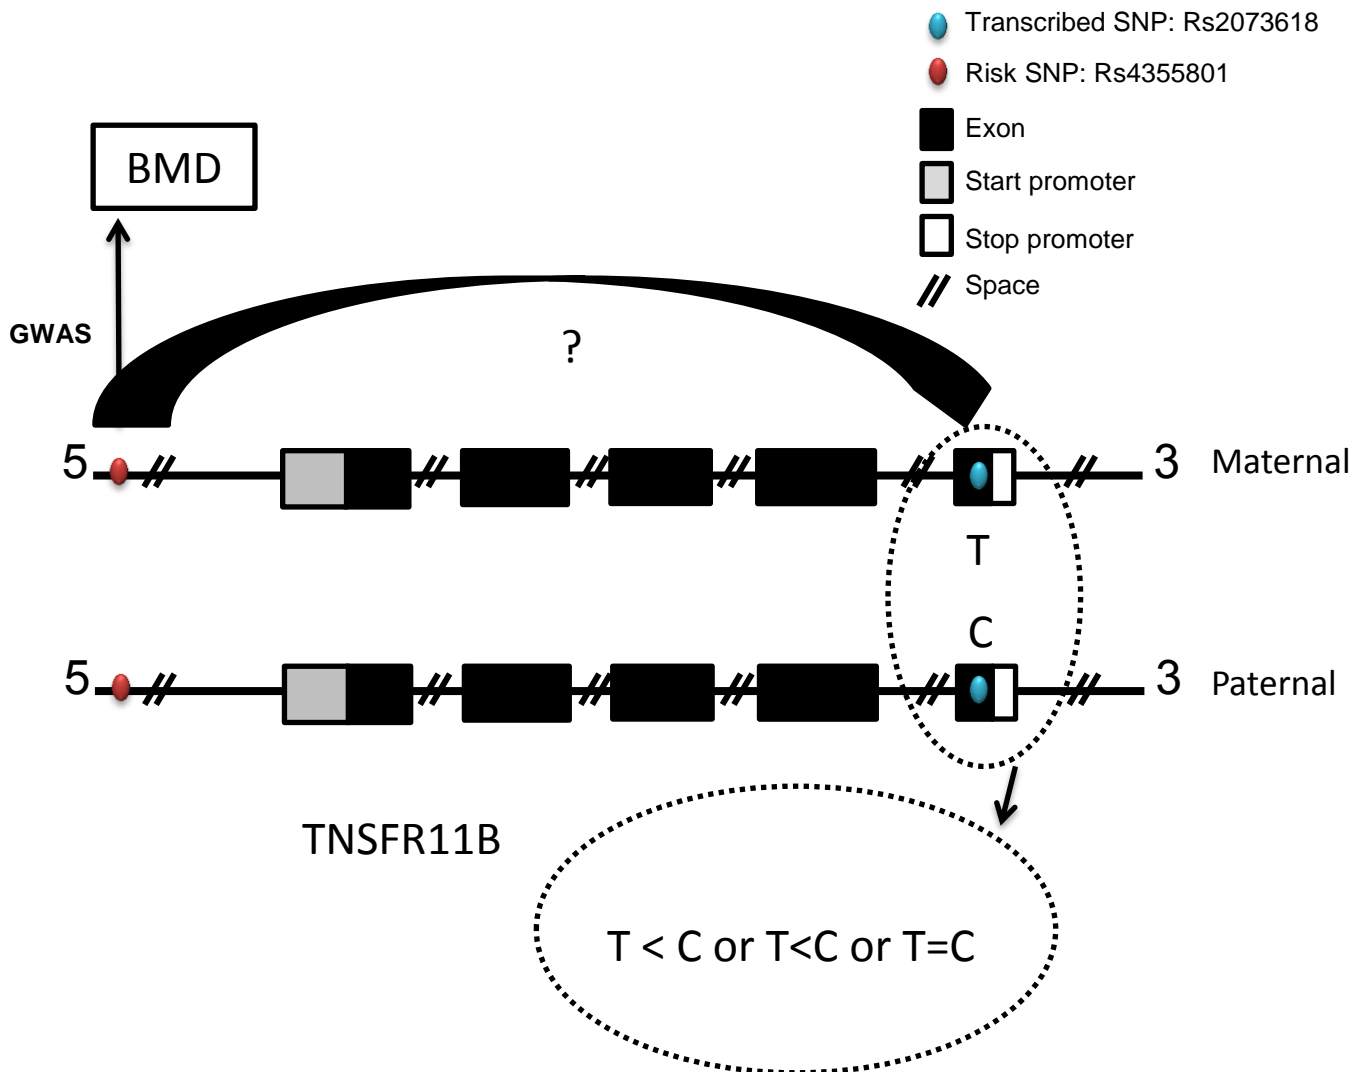 Transcribed SNP: Rs2073618
Risk SNP: Rs4355801
Exon
Start promoter
Stop promoter
Space
BMD
GWAS
?
5 3 Maternal
T
C
5 3 Paternal
TNSFR11B
T < C or T<C or T=C